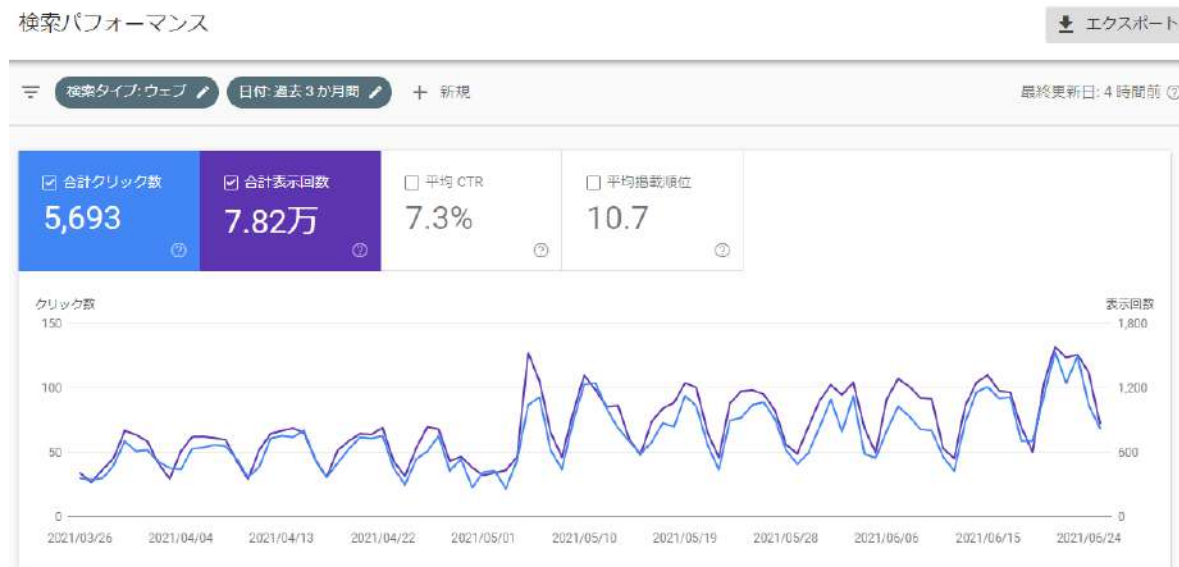 検索パフォーマンス
エクスポート
検索タイプ: ウェブ
日付: 過去 3 か月間
新規
最終更新日: 4 時間前
合計クリック数
5,693
合計表示回数
7.82万
平均 CTR
7.3%
平均掲載順位
10.7
クリック数
表示回数
150
1,800
100
1,200
50
600
0
0
2021/03/26 2021/04/04 2021/04/13 2021/04/22 2021/05/01 2021/05/10 2021/05/19 2021/05/28 2021/06/06 2021/06/15 2021/06/24